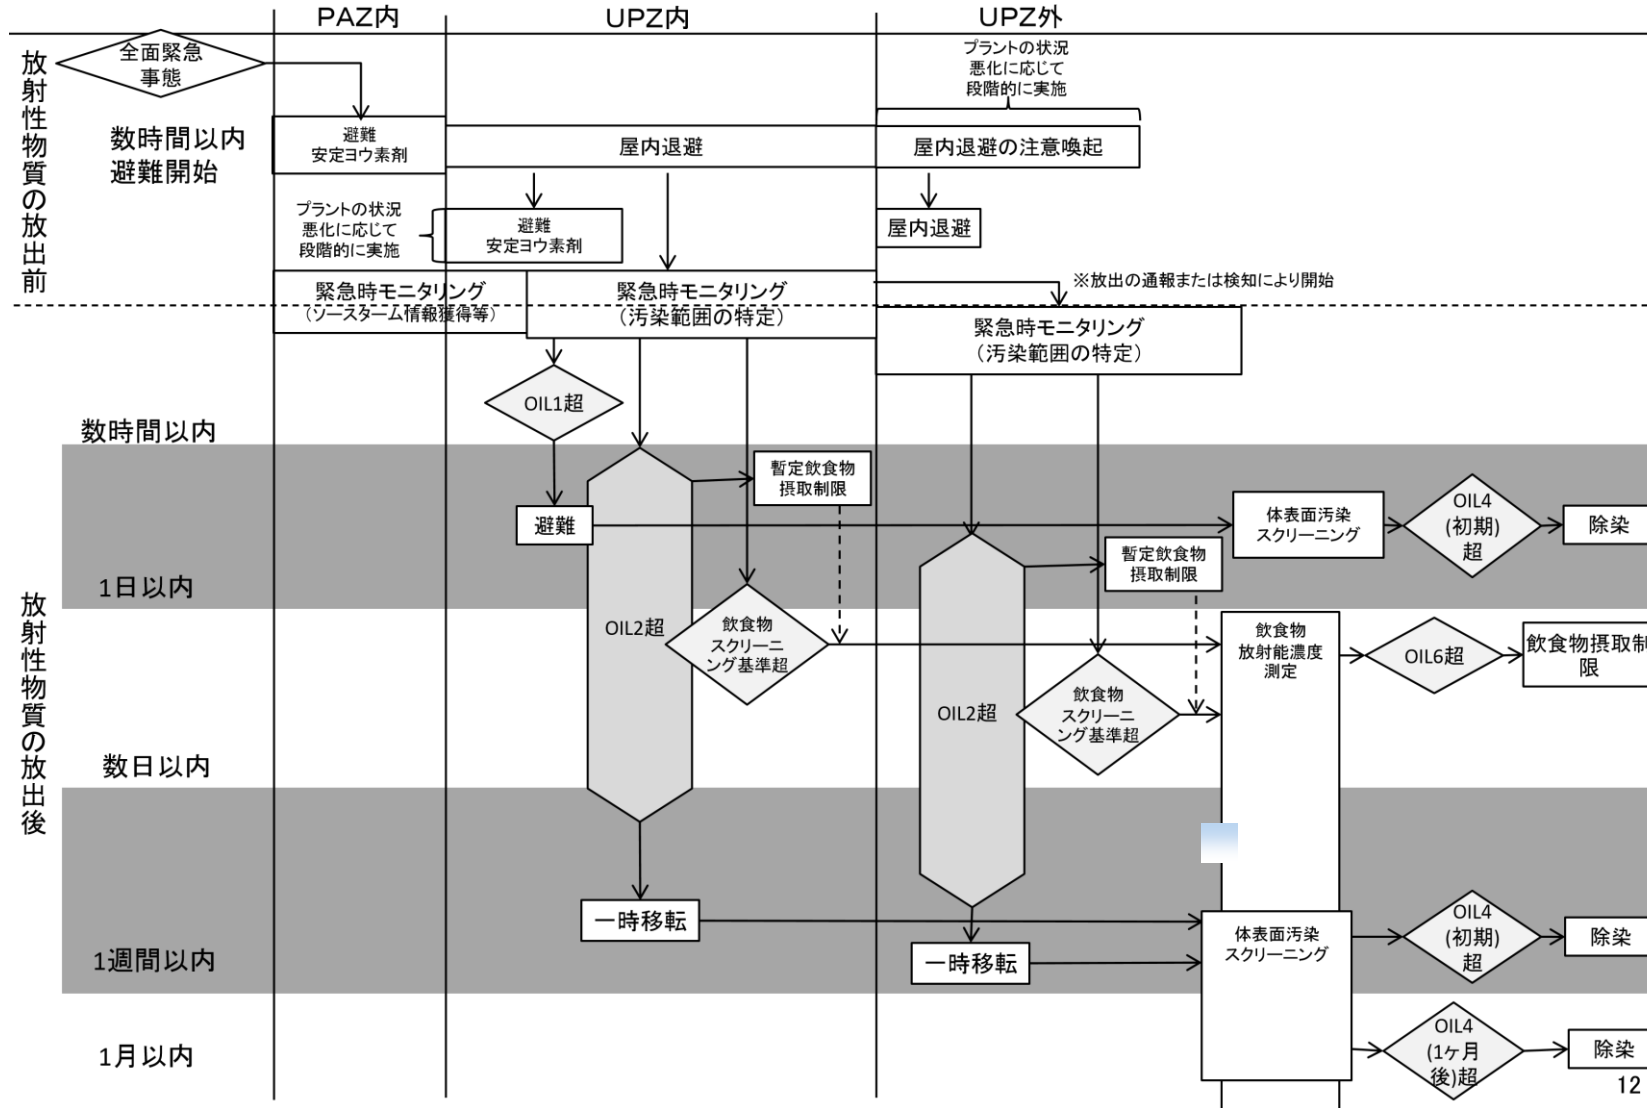 PAZ内
UPZ内
UPZ外
放射性物質の放出前
全面緊急
事態
プラントの状況
悪化に応じて
段階的に実施
数時間以内
避難開始
避難
安定ヨウ素剤
屋内退避
屋内退避の注意喚起
プラントの状況
悪化に応じて
段階的に実施
避難
安定ヨウ素剤
屋内退避
緊急時モニタリング
(ソースターム情報獲得等)
緊急時モニタリング
(汚染範囲の特定)
※放出の通報または検知により開始
緊急時モニタリング
(汚染範囲の特定)
放射性物質の放出後
OIL1超
数時間以内
暫定飲食物
摂取制限
避難
体表面汚染
スクリーニング
OIL4
(初期)
超
除染
暫定飲食物
摂取制限
1日以内
OIL2超
飲食物
スクリーニ
ング基準超
飲食物
放射能濃度
測定
OIL6超
飲食物摂取制
限
OIL2超
飲食物
スクリーニ
ング基準超
数日以内
一時移転
体表面汚染
スクリーニング
OIL4
(初期)
超
除染
1週間以内
一時移転
1月以内
OIL4
(1ヶ月
後)超
除染
12